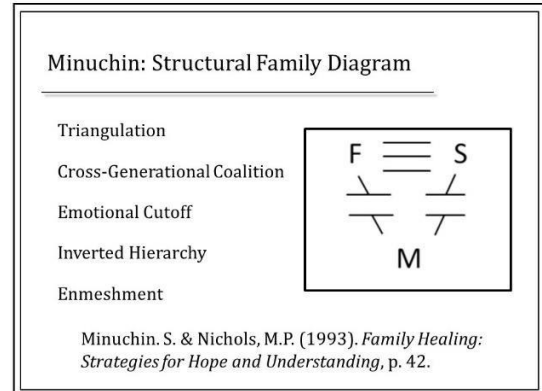 Minuchin: Structural Family Diagram
Triangulation
Cross-Generational Coalition
Emotional Cutoff
Inverted Hierarchy
Enmeshment
F S
M
Minuchin. S. & Nichols, M.P. (1993). Family Healing:
Strategies for Hope and Understanding, p. 42.